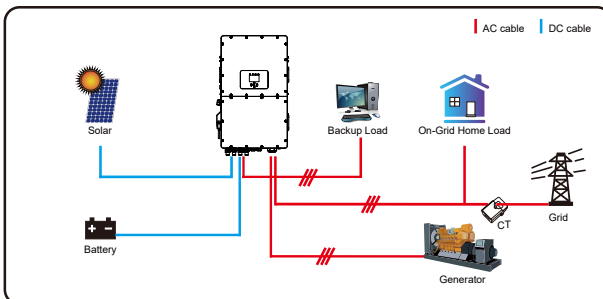 AC cable
DC cable
Solar
Backup Load
On-Grid Home Load
CT
Grid
Battery
Generator